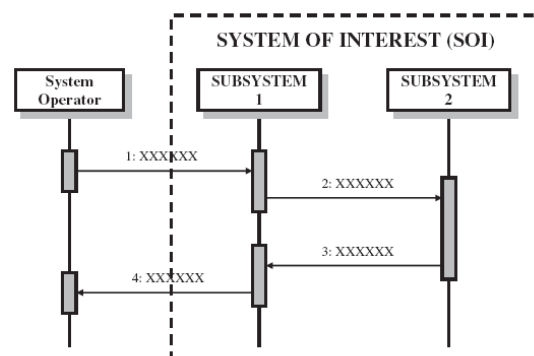 SYSTEM OF INTEREST (SOI)
System
Operator
SUBSYSTEM
1
SUBSYSTEM
2
1: XXXXXX
2: XXXXXX
3: XXXXXX
4: XXXXXX